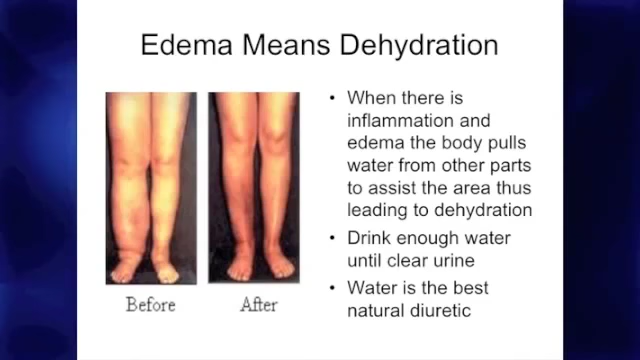 Edema Means Dehydration
• When there is
inflammation and
edema the body pulls
water from other parts
to assist the area thus
leading to dehydration
• Drink enough water
until clear urine
• Water is the best
natural diuretic
Before
After